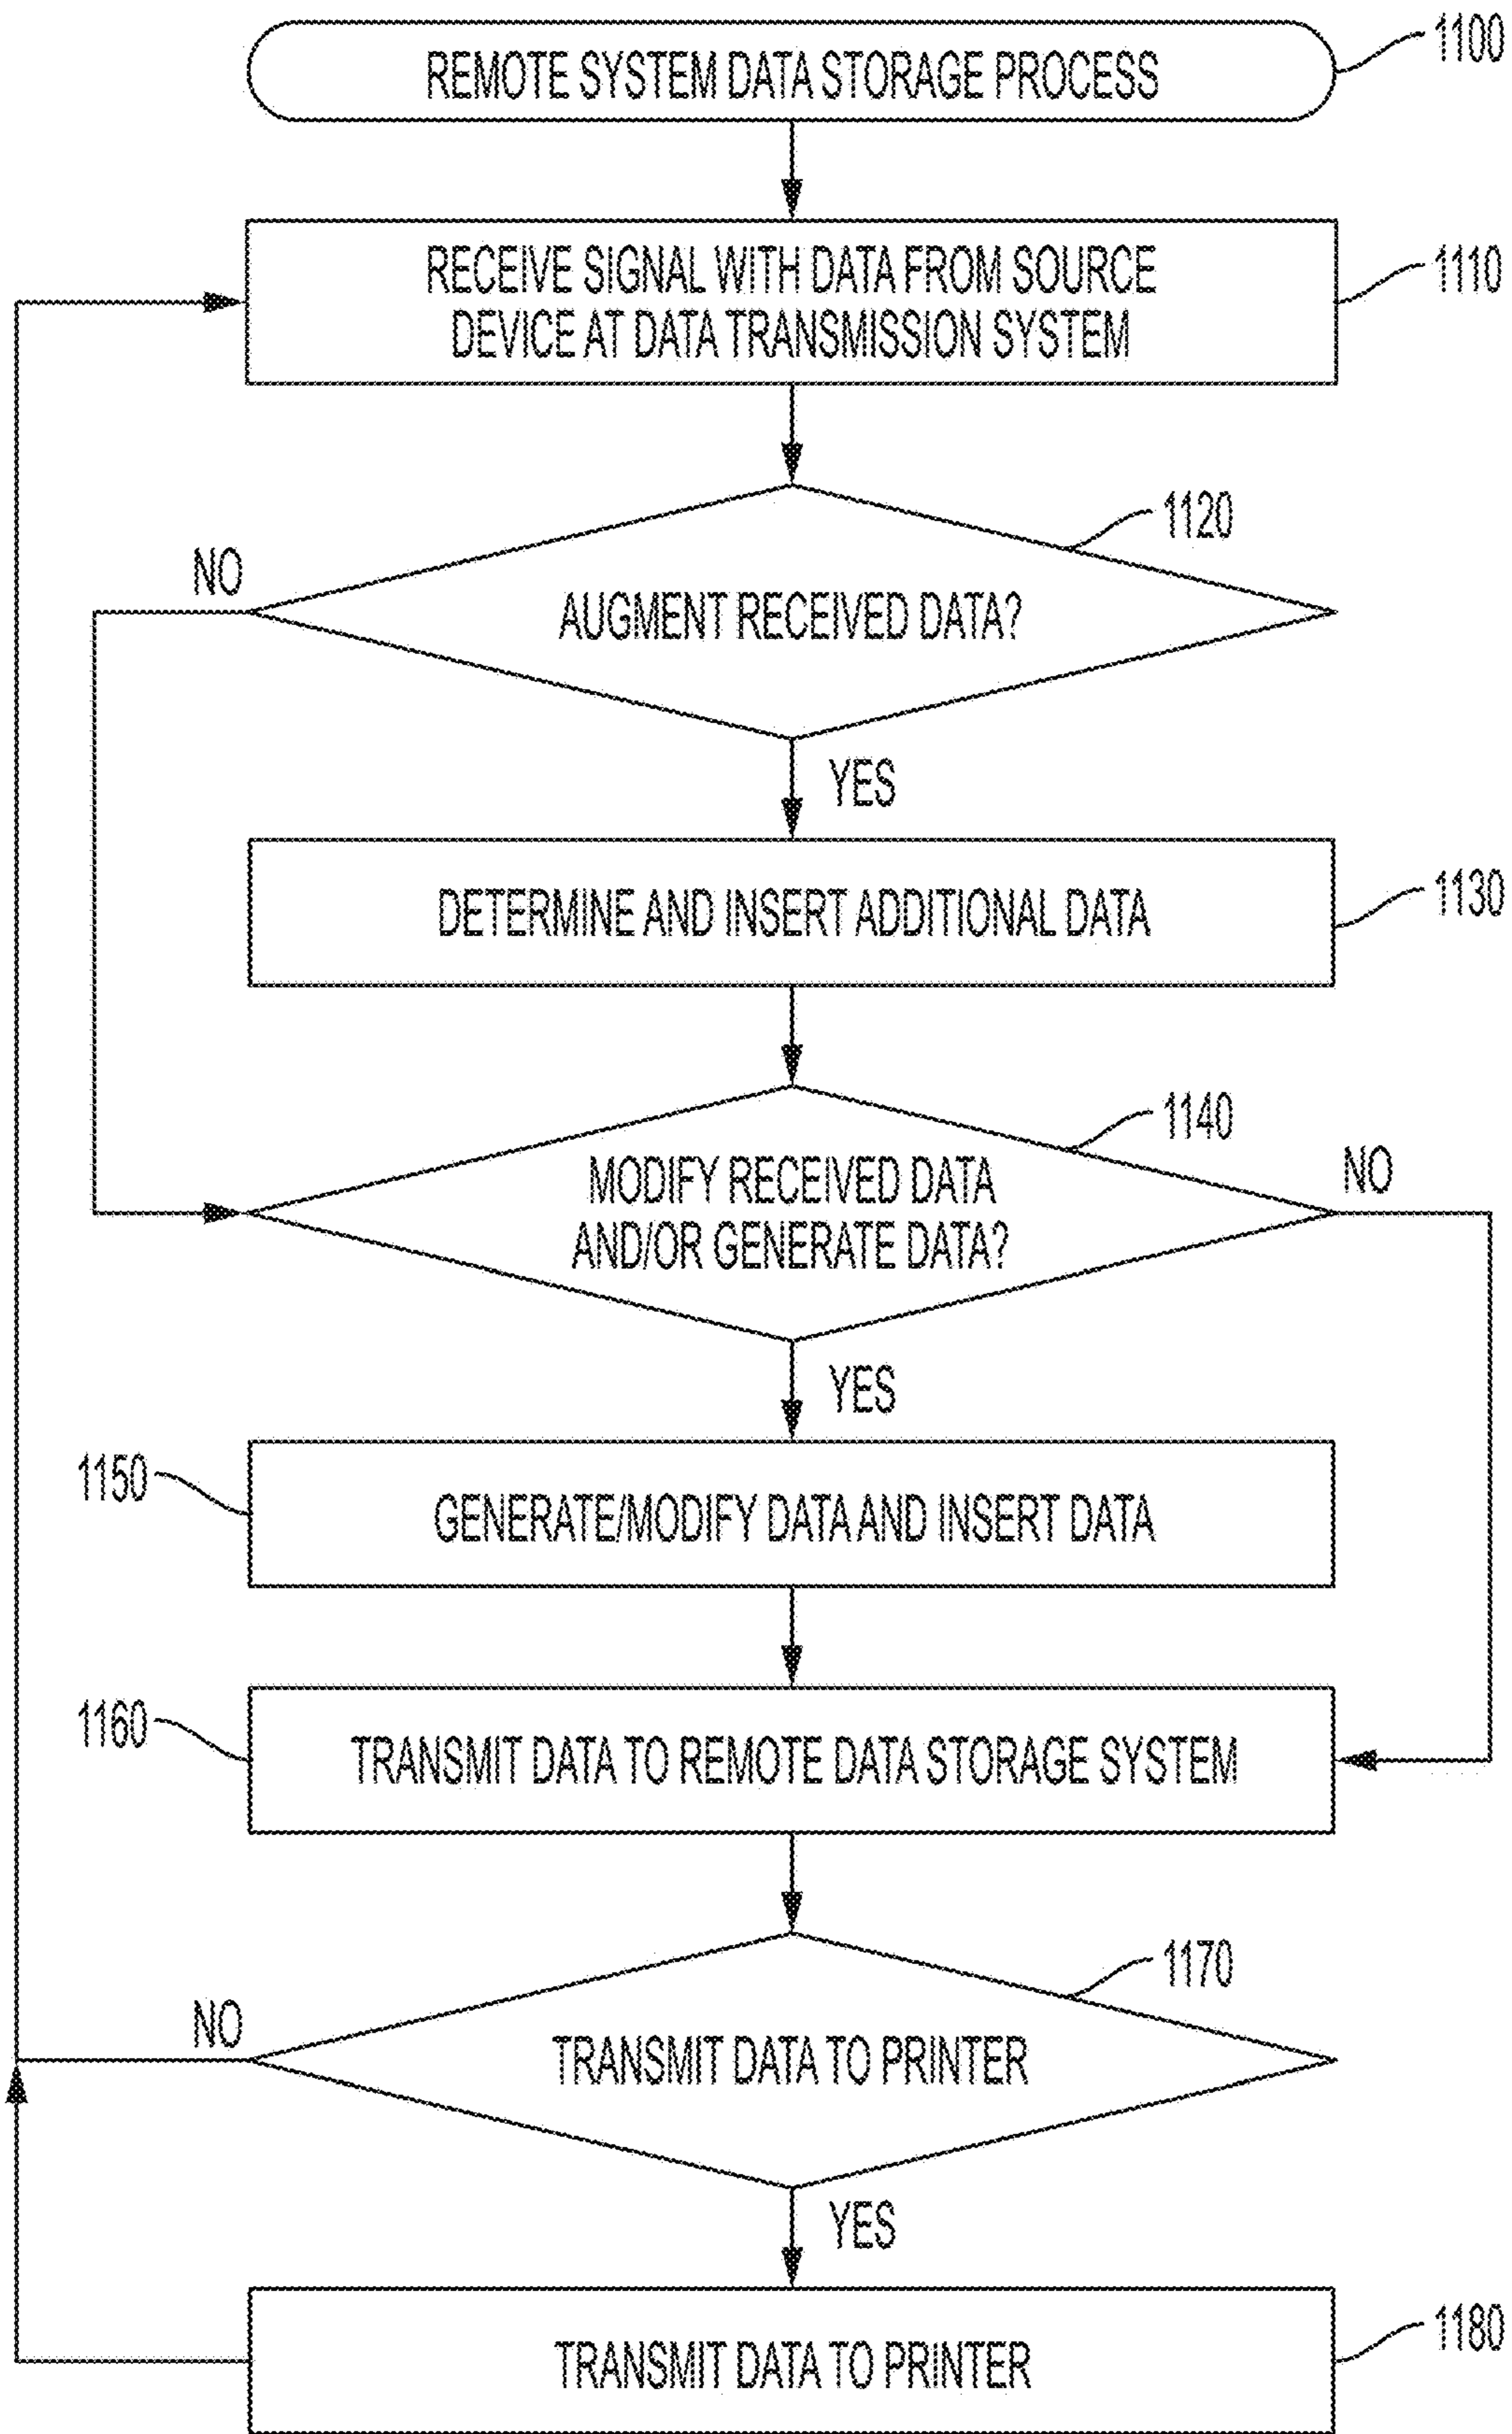 REMOTE SYSTEM DATA STORAGE PROCESS
1100
RECEIVE SIGNAL WITH DATA FROM SOURCE
DEVICE AT DATA TRANSMISSION SYSTEM
1110
1120
NO
AUGMENT RECEIVED DATA?
YES
DETERMINE AND INSERT ADDITIONAL DATA
1130
1140
NO
MODIFY RECEIVED DATA
AND/OR GENERATE DATA?
YES
1150
GENERATE/MODIFY DATA AND INSERT DATA
1160
TRANSMIT DATA TO REMOTE DATA STORAGE SYSTEM
1170
NO
TRANSMIT DATA TO PRINTER
YES
TRANSMIT DATA TO PRINTER
1180